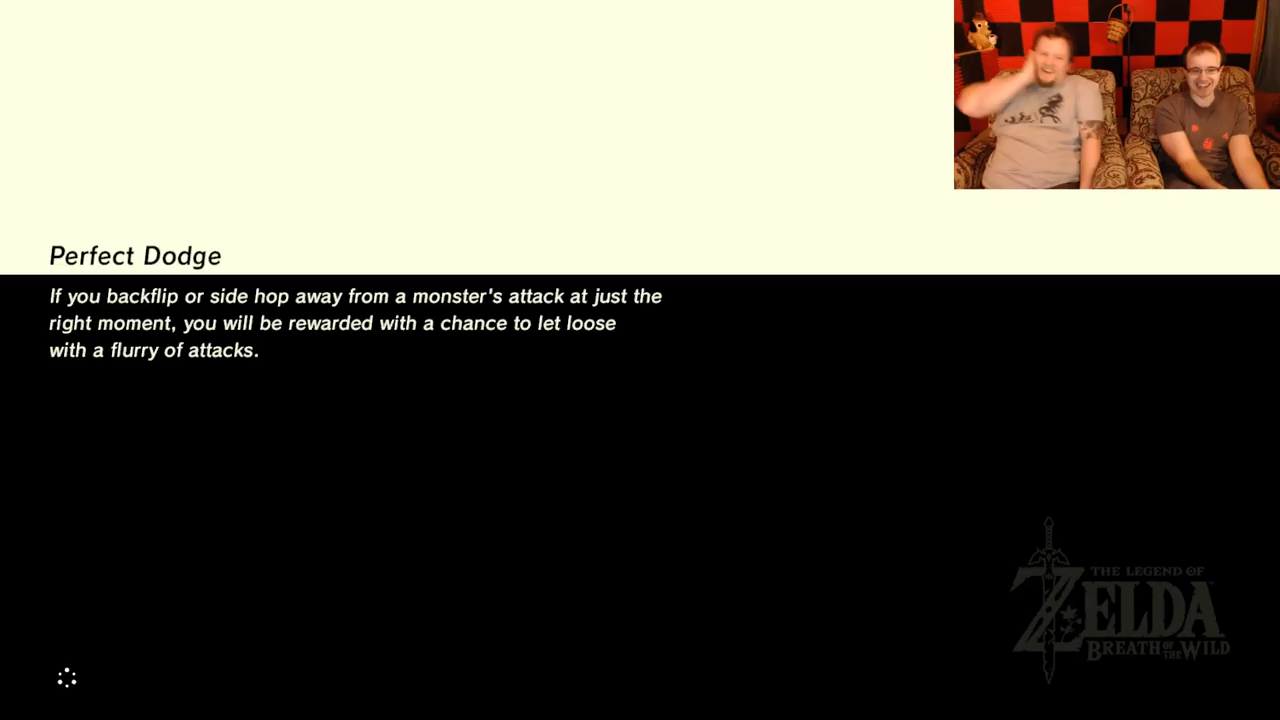 Perfect Dodge
If you backflip or side hop away from a monster's attack at just the
right moment, you will be rewarded with a chance to let loose
with a flurry of attacks.
THE LEGEND OF
ZELDA
BREATH OF THE WILD